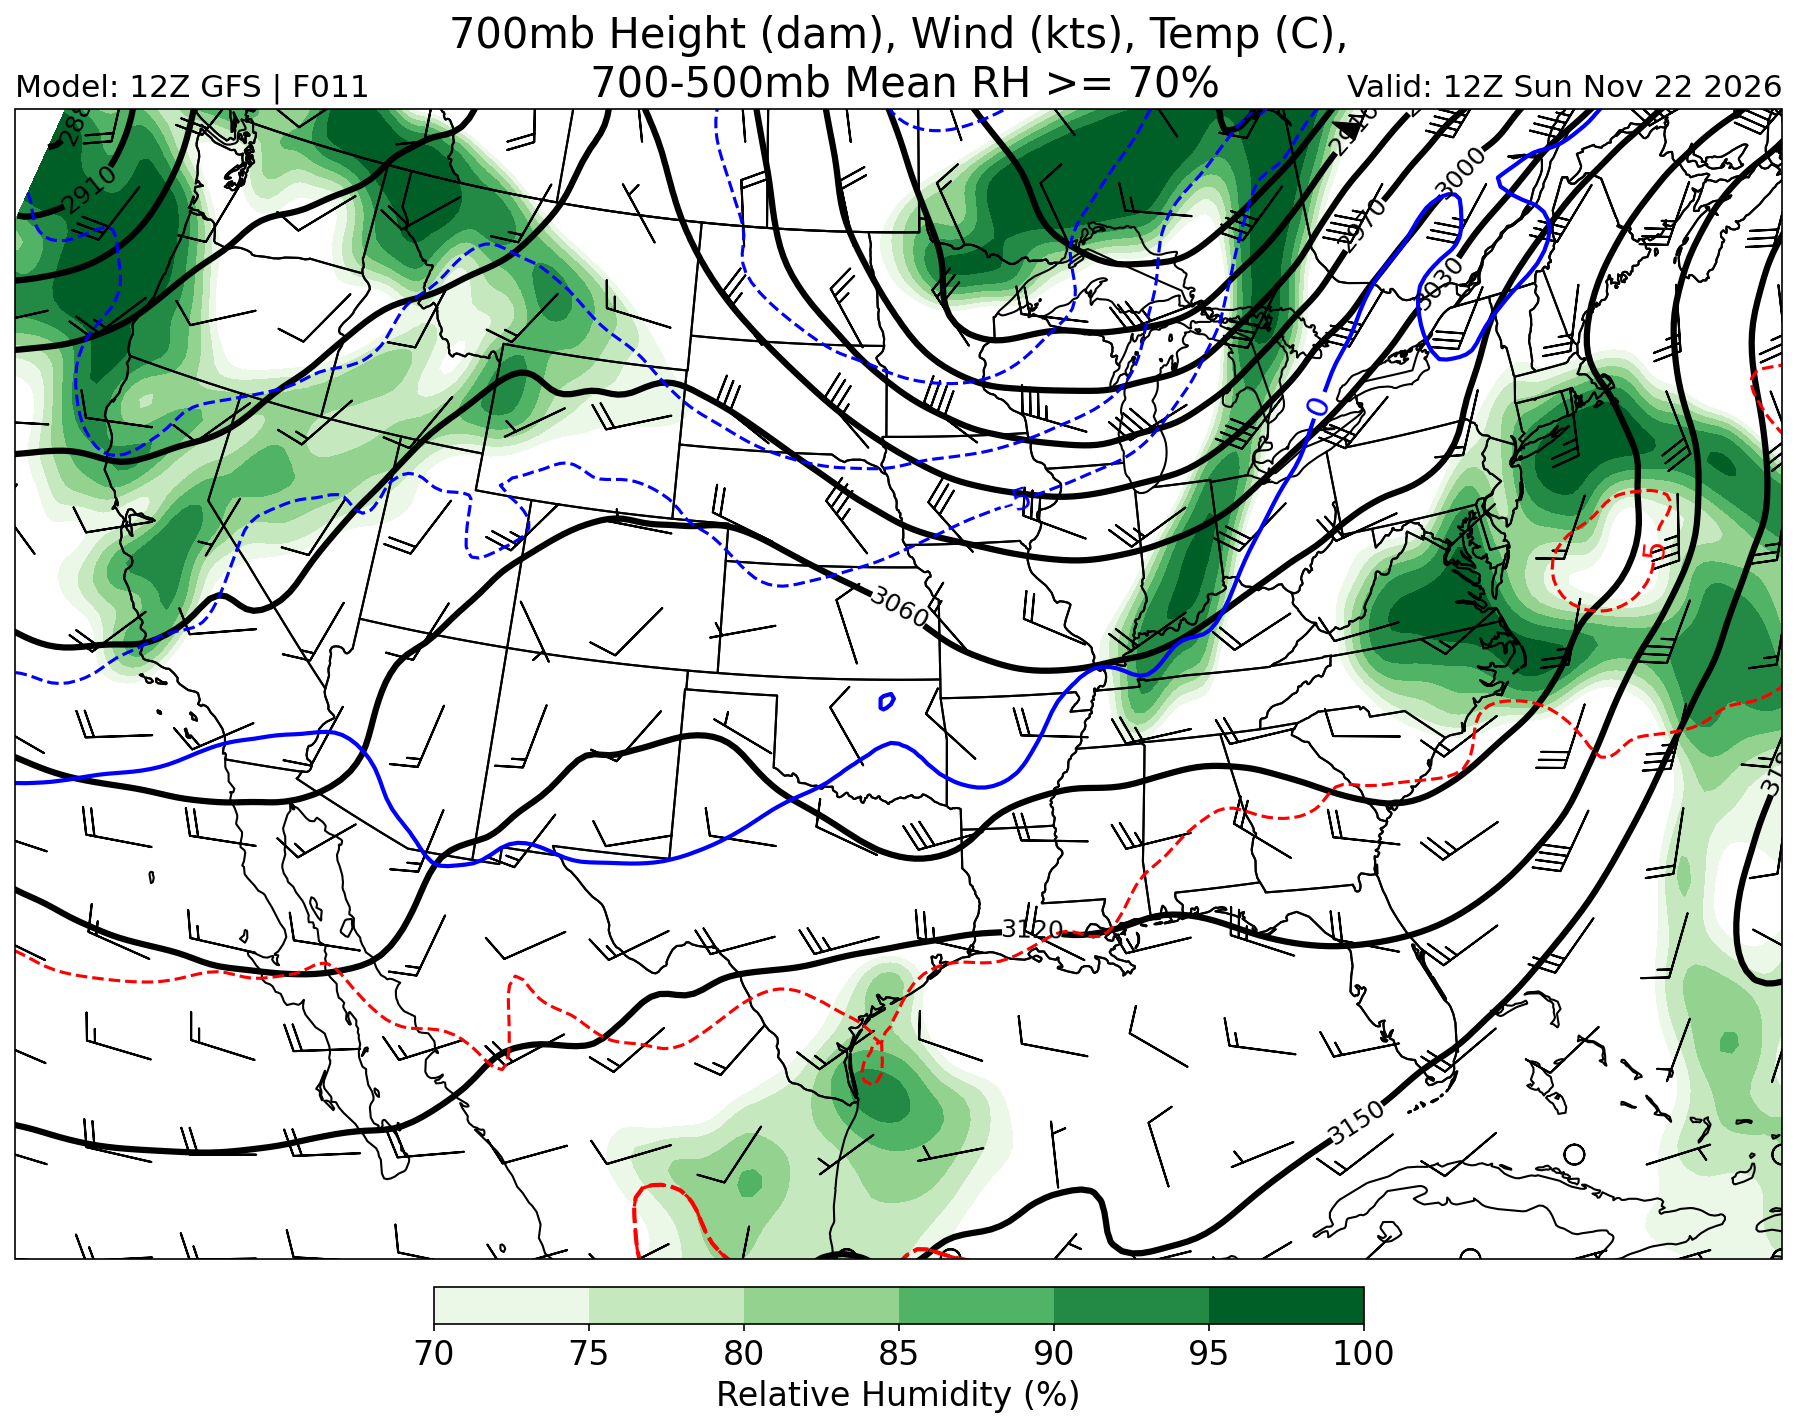 700mb Height (dam), Wind (kts), Temp (C),
700-500mb Mean RH >= 70%
Model: 12Z GFS | F011
Valid: 12Z Sun Nov 22 2026
2910
3000
2970
3030
0
5
3060
3120
3150
70 75 80 85 90 95 100
Relative Humidity (%)